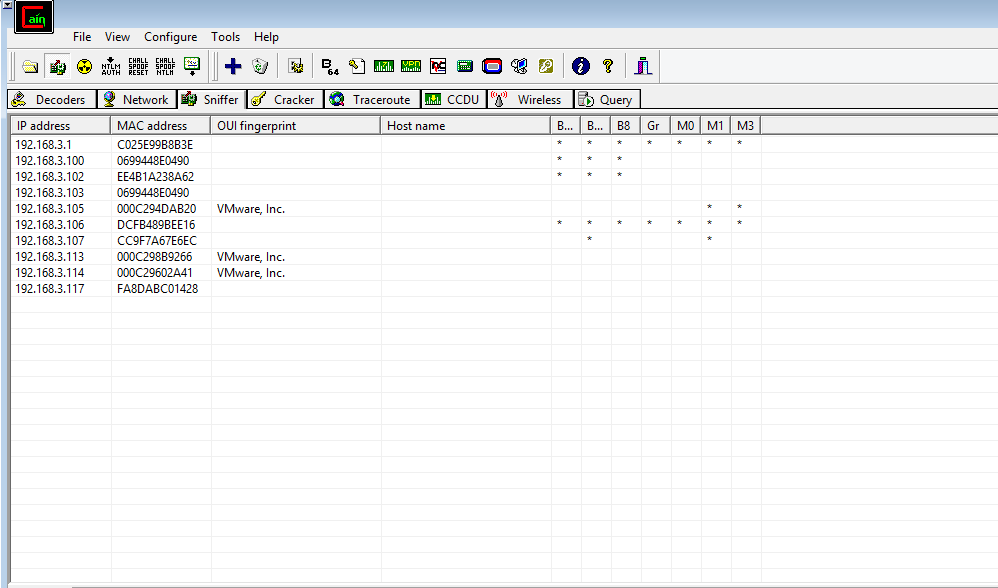 Cain
File View Configure Tools Help
NTLM AUTH CHALL SPOOF RESET CHALL SPOOF NTLM B64 VPN
Decoders Network Sniffer Cracker Traceroute CCDU Wireless Query
IP address MAC address OUI fingerprint Host name B... B... B8 Gr M0 M1 M3
192.168.3.1 C025E99B8B3E * * * * * * *
192.168.3.100 0699448E0490 * * *
192.168.3.102 EE4B1A238A62 * * *
192.168.3.103 0699448E0490
192.168.3.105 000C294DAB20 VMware, Inc. * *
192.168.3.106 DCFB489BEE16 * * * * * * *
192.168.3.107 CC9F7A67E6EC * *
192.168.3.113 000C298B9266 VMware, Inc.
192.168.3.114 000C29602A41 VMware, Inc.
192.168.3.117 FA8DABC01428